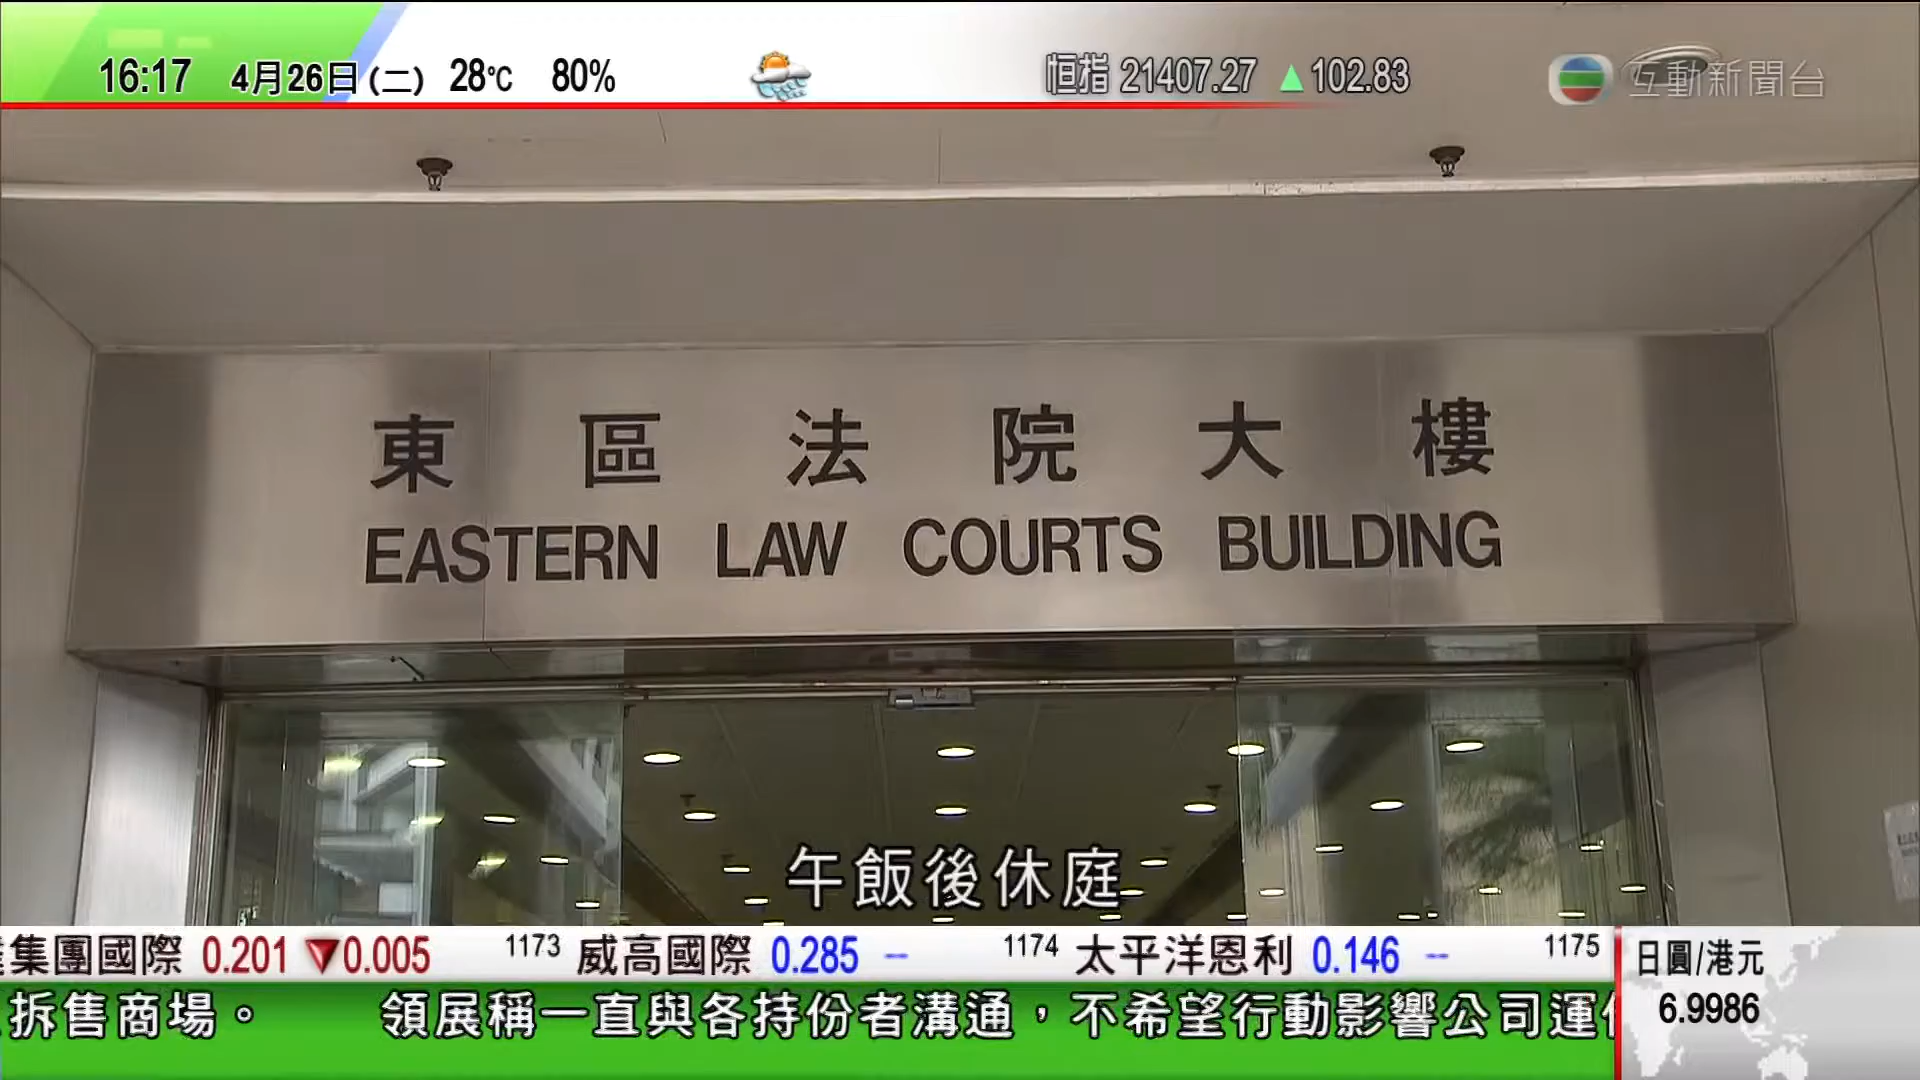 16:17 4月26日(二) 28℃ 80% 恒指 21407.27 ▲102.83 互動新聞台
東區法院大樓
EASTERN LAW COURTS BUILDING
午飯後休庭
集團國際 0.201 ▼0.005 1173 威高國際 0.285 – 1174 太平洋恩利 0.146 – 1175
拆售商場。 領展稱一直與各持份者溝通,不希望行動影響公司運
日圓/港元
6.9986